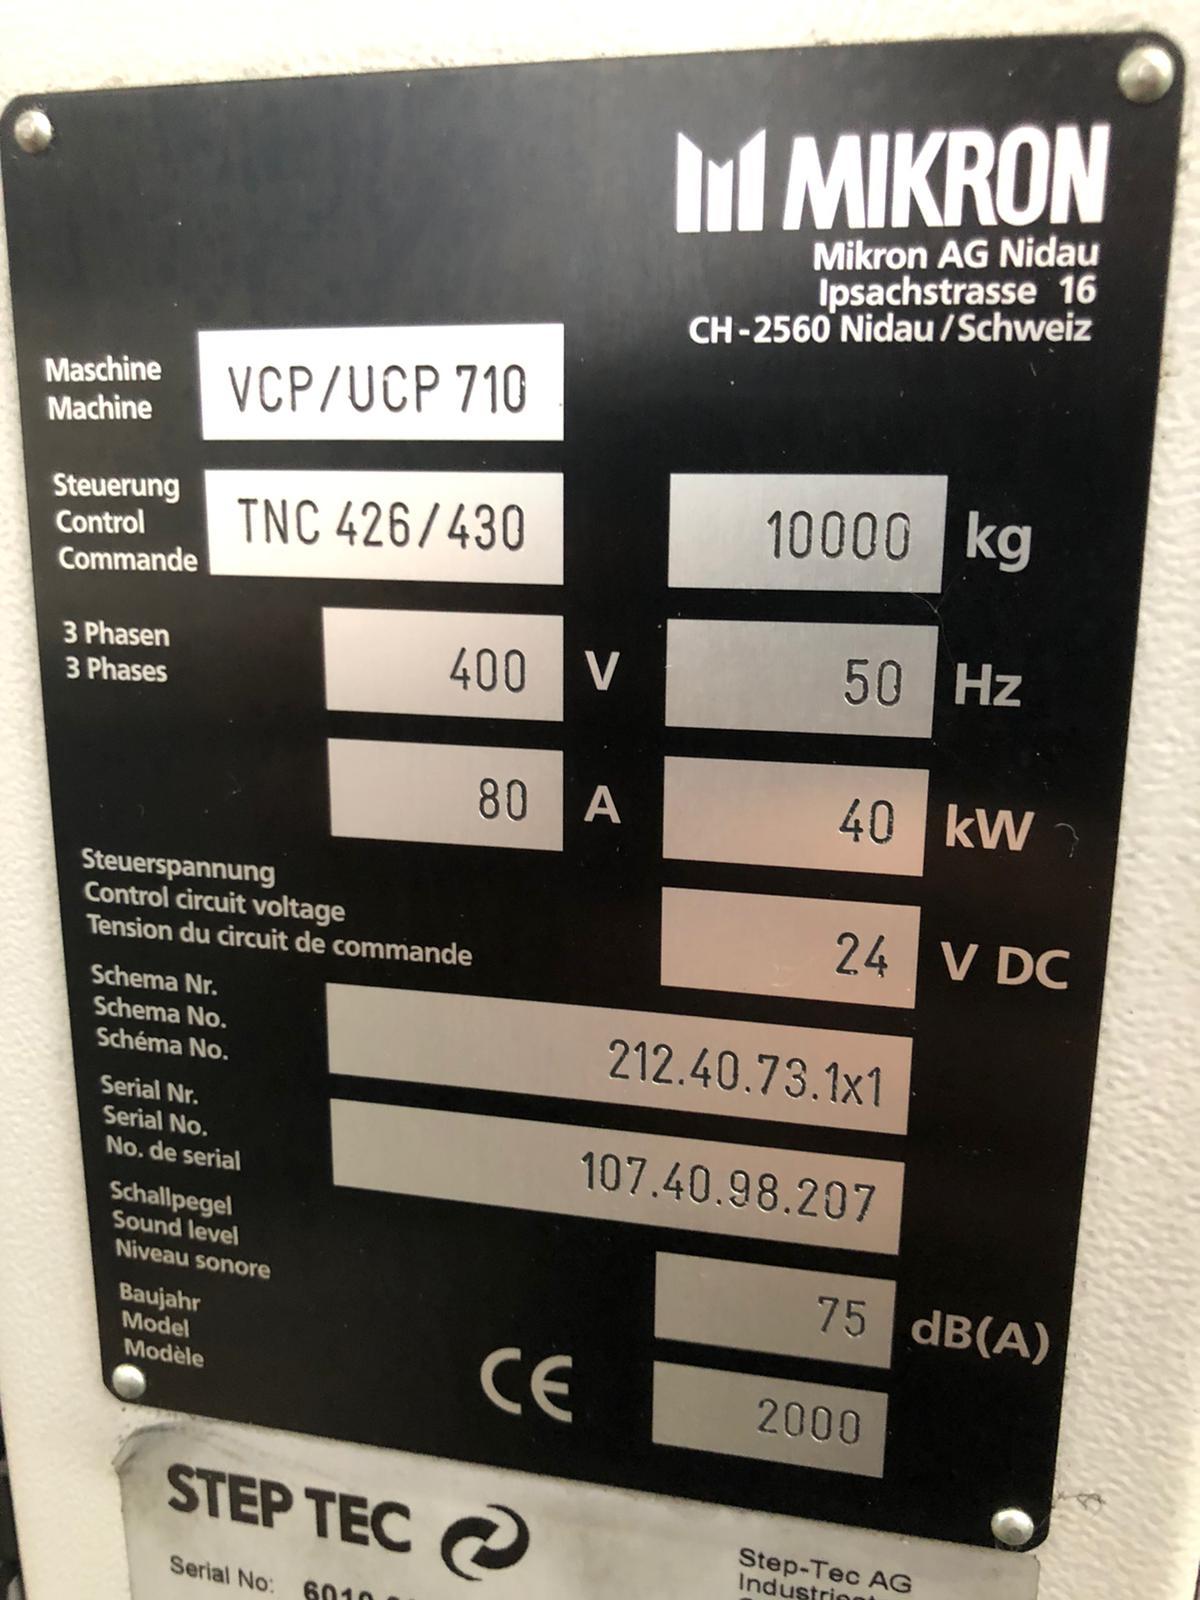 MIKRON
Mikron AG Nidau
Ipsachstrasse 16
CH-2560 Nidau/Schweiz
Maschine
Machine
VCP/UCP 710
Steuerung
Control
Commande
TNC 426/430
10000 kg
3 Phasen
3 Phases
400 V
50 Hz
80 A
40 kW
Steuerspannung
Control circuit voltage
Tension du circuit de commande
24 V DC
Schema Nr.
Schema No.
Schéma No.
212.40.73.1x1
Serial Nr.
Serial No.
No. de serial
107.40.98.207
Schallpegel
Sound level
Niveau sonore
75 dB(A)
Baujahr
Model
Modèle
CE
2000
STEP TEC
Serial No:
Step-Tec AG